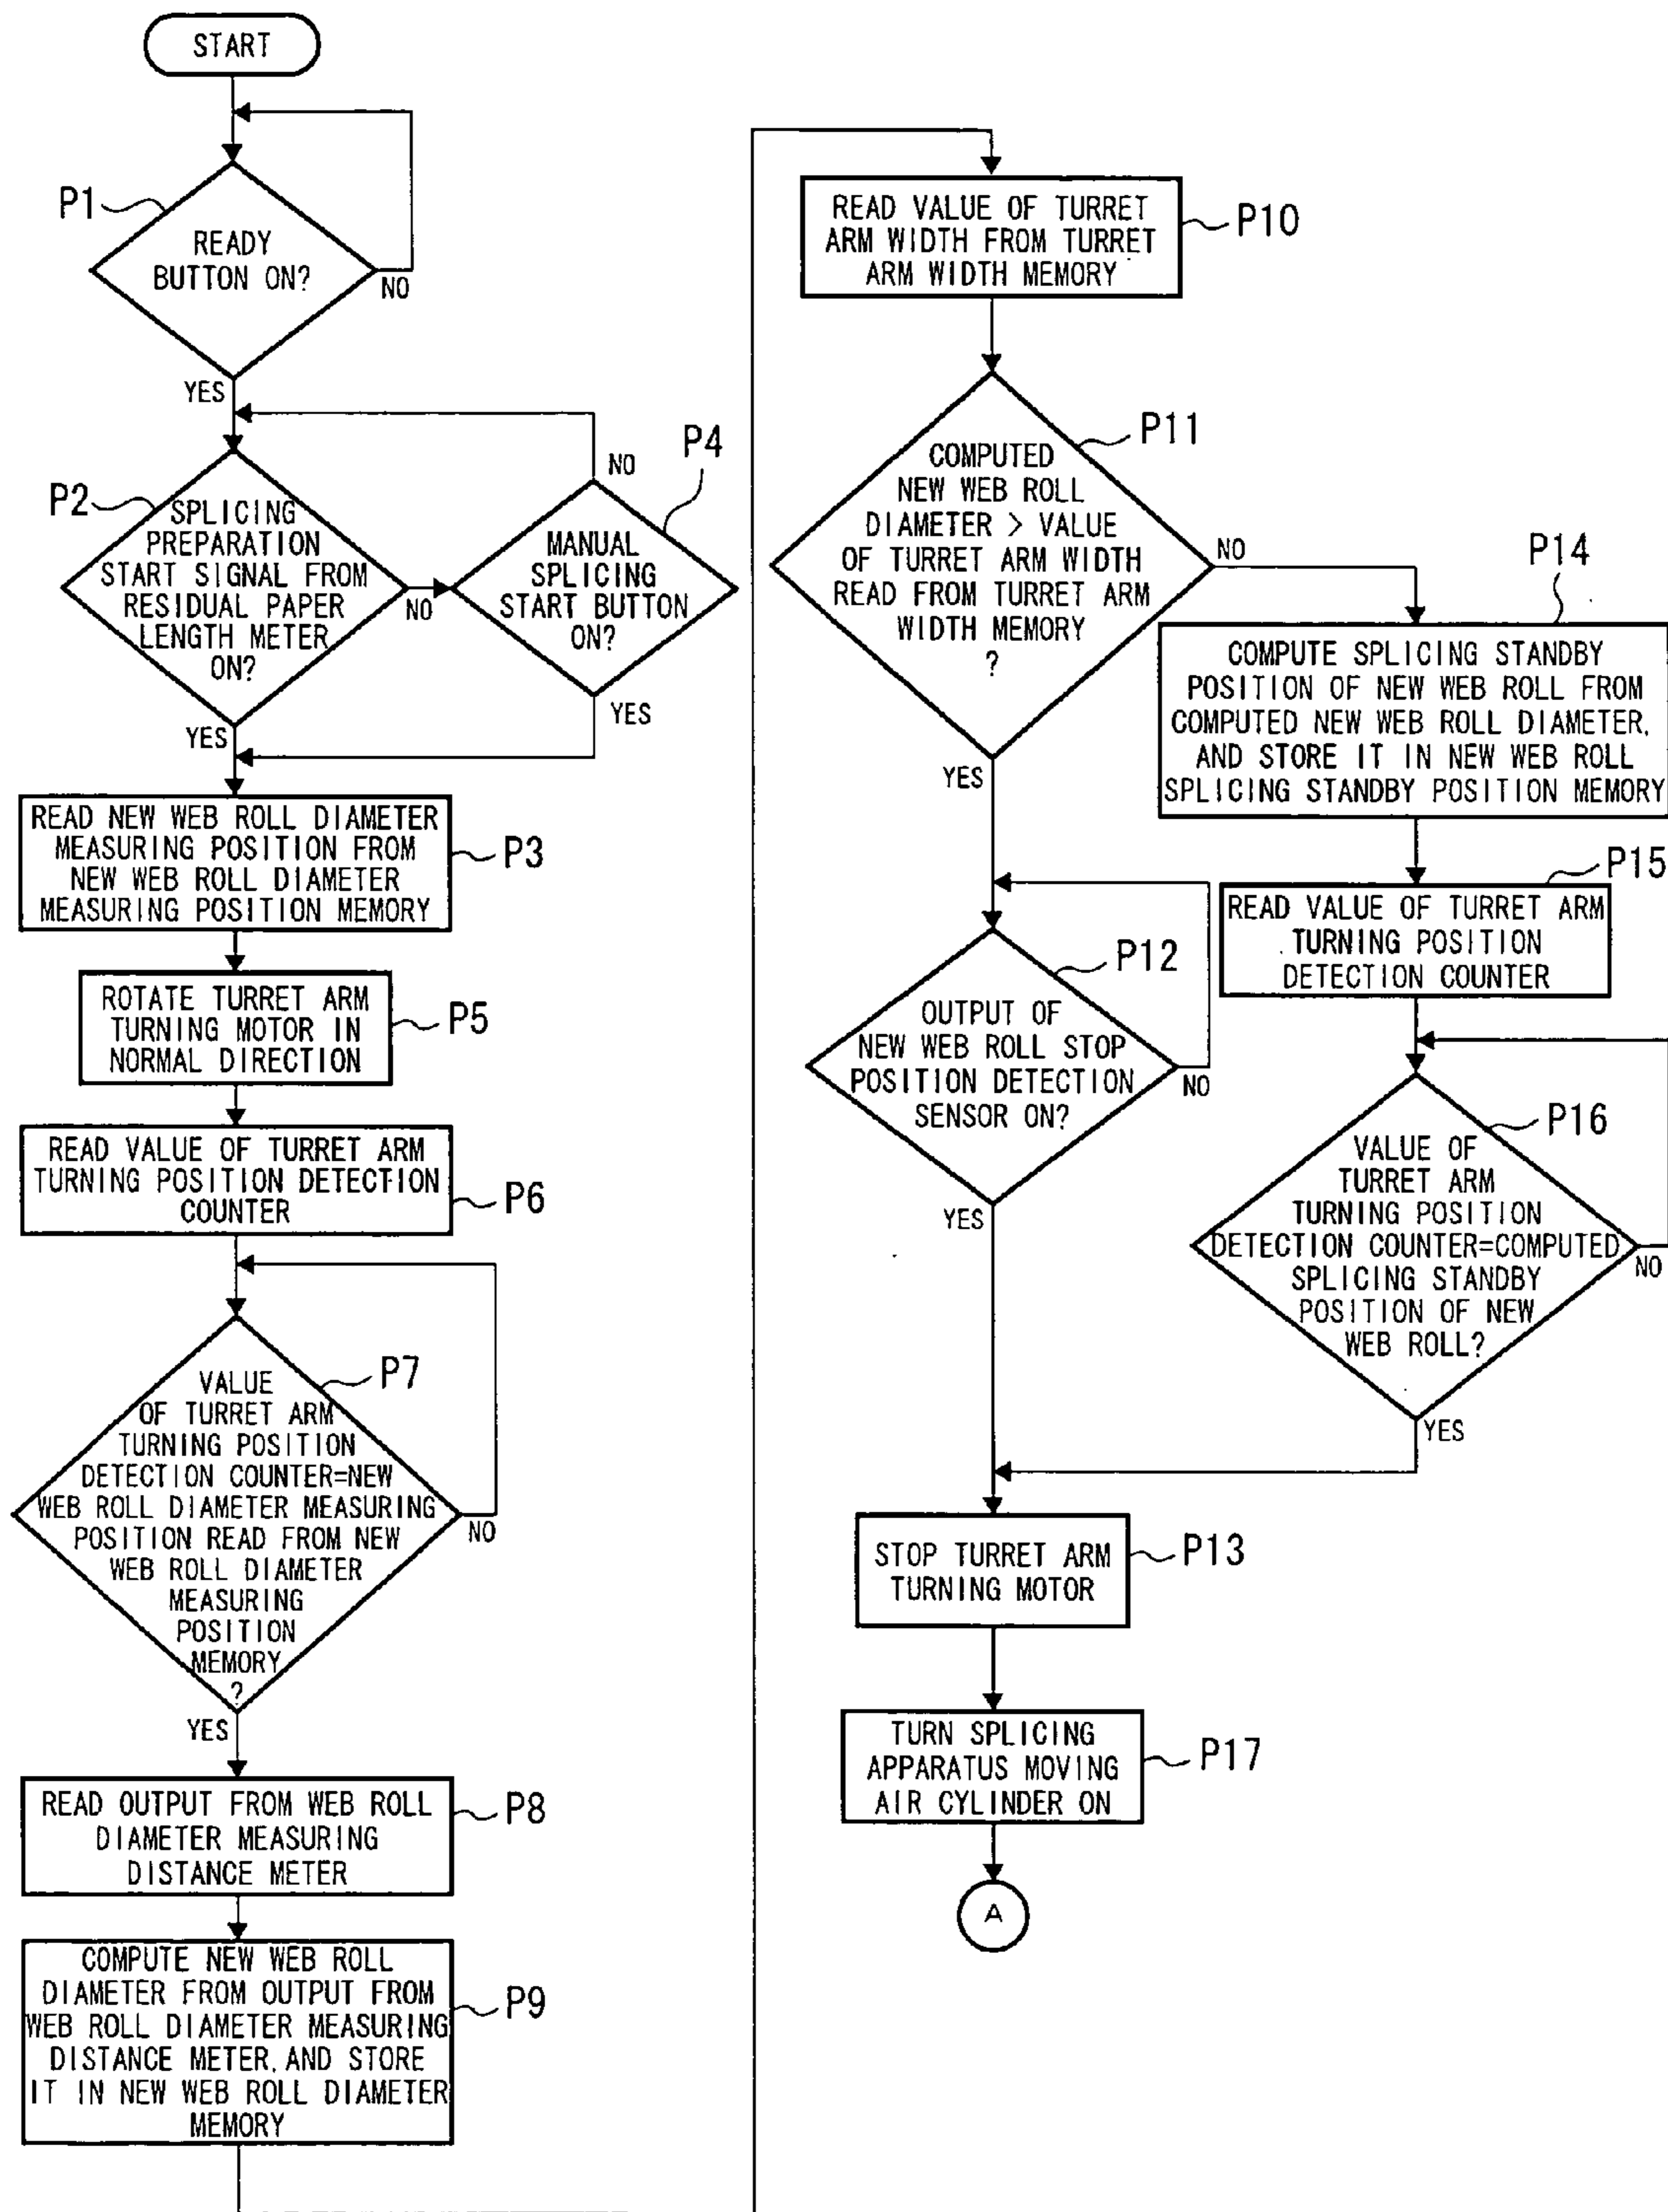 START
P1
READY
BUTTON ON?
NO
YES
P2
SPLICING
PREPARATION
START SIGNAL FROM
RESIDUAL PAPER
LENGTH METER
ON?
NO
YES
P4
NO
MANUAL
SPLICING
START BUTTON
ON?
YES
READ NEW WEB ROLL DIAMETER
MEASURING POSITION FROM
NEW WEB ROLL DIAMETER
MEASURING POSITION MEMORY
P3
ROTATE TURRET ARM
TURNING MOTOR IN
NORMAL DIRECTION
P5
READ VALUE OF TURRET ARM
TURNING POSITION DETECTION
COUNTER
P6
P7
VALUE
OF TURRET ARM
TURNING POSITION
DETECTION COUNTER=NEW
WEB ROLL DIAMETER MEASURING
POSITION READ FROM NEW
WEB ROLL DIAMETER
MEASURING
POSITION
MEMORY
?
NO
YES
READ OUTPUT FROM WEB ROLL
DIAMETER MEASURING
DISTANCE METER
P8
COMPUTE NEW WEB ROLL
DIAMETER FROM OUTPUT FROM
WEB ROLL DIAMETER MEASURING
DISTANCE METER, AND STORE
IT IN NEW WEB ROLL DIAMETER
MEMORY
P9
READ VALUE OF TURRET
ARM WIDTH FROM TURRET
ARM WIDTH MEMORY
P10
P11
COMPUTED
NEW WEB ROLL
DIAMETER > VALUE
OF TURRET ARM WIDTH
READ FROM TURRET ARM
WIDTH MEMORY
?
NO
YES
P12
OUTPUT OF
NEW WEB ROLL STOP
POSITION DETECTION
SENSOR ON?
NO
YES
P14
COMPUTE SPLICING STANDBY
POSITION OF NEW WEB ROLL FROM
COMPUTED NEW WEB ROLL DIAMETER,
AND STORE IT IN NEW WEB ROLL
SPLICING STANDBY POSITION MEMORY
P15
READ VALUE OF TURRET ARM
TURNING POSITION
DETECTION COUNTER
P16
VALUE OF
TURRET ARM
TURNING POSITION
DETECTION COUNTER=COMPUTED
SPLICING STANDBY
POSITION OF NEW
WEB ROLL?
NO
YES
STOP TURRET ARM
TURNING MOTOR
P13
TURN SPLICING
APPARATUS MOVING
AIR CYLINDER ON
P17
A